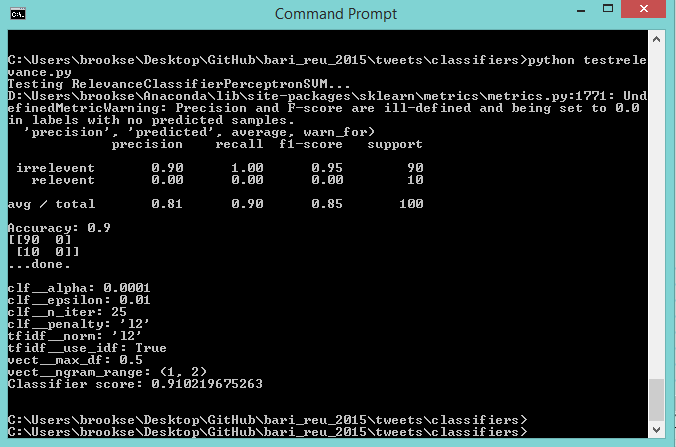 Command Prompt
C:\Users\brookse\Desktop\GitHub\bari_reu_2015\tweets\classifiers>python testrele
vance.py
Testing RelevanceClassifierPerceptronSVM...
D:\Users\brookse\Anaconda\lib\site-packages\sklearn\metrics\metrics.py:1771: Und
efinedMetricWarning: Precision and F-score are ill-defined and being set to 0.0
in labels with no predicted samples.
'precision', 'predicted', average, warn_for)
precision recall f1-score support
irrelevent 0.90 1.00 0.95 90
relevent 0.00 0.00 0.00 10
avg / total 0.81 0.90 0.85 100
Accuracy: 0.9
[[90 0]
[10 0]]
...done.
clf__alpha: 0.0001
clf__epsilon: 0.01
clf__n_iter: 25
clf__penalty: 'l2'
tfidf__norm: 'l2'
tfidf__use_idf: True
vect__max_df: 0.5
vect__ngram_range: (1, 2)
Classifier score: 0.910219675263
C:\Users\brookse\Desktop\GitHub\bari_reu_2015\tweets\classifiers>
C:\Users\brookse\Desktop\GitHub\bari_reu_2015\tweets\classifiers>